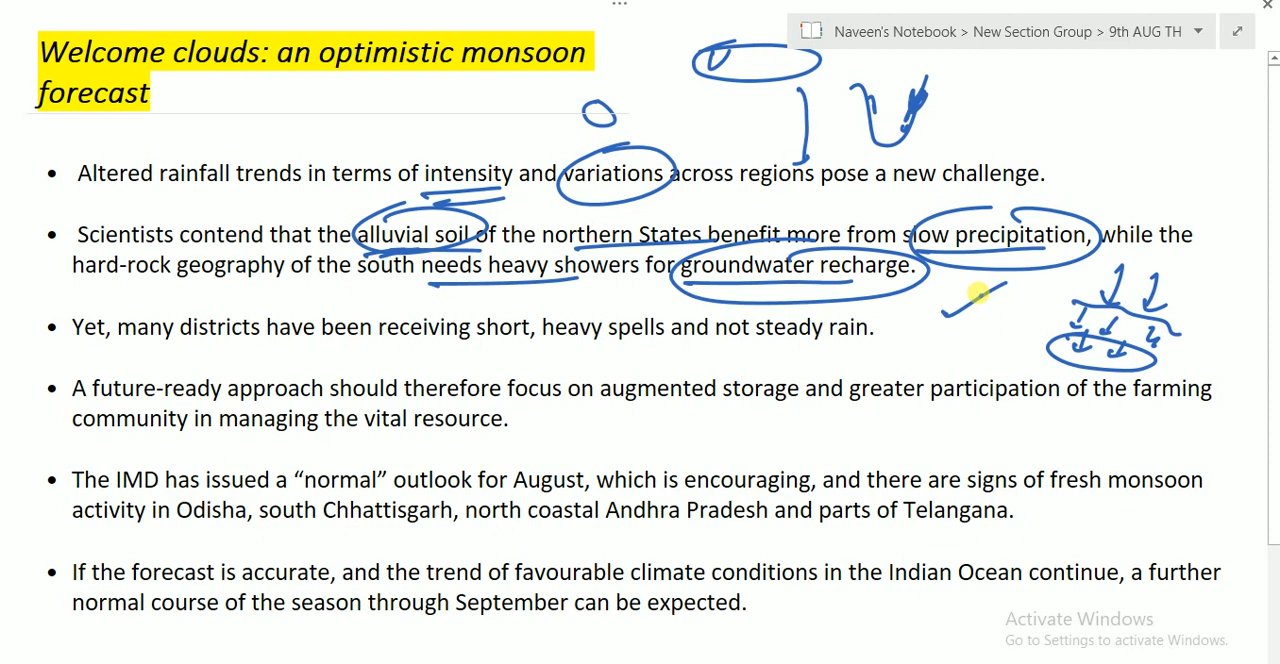 Naveen's Notebook > New Section Group > 9th AUG TH
Welcome clouds: an optimistic monsoon
forecast
• Altered rainfall trends in terms of intensity and variations across regions pose a new challenge.
• Scientists contend that the alluvial soil of the northern States benefit more from slow precipitation, while the
hard-rock geography of the south needs heavy showers for groundwater recharge.
• Yet, many districts have been receiving short, heavy spells and not steady rain.
• A future-ready approach should therefore focus on augmented storage and greater participation of the farming
community in managing the vital resource.
• The IMD has issued a “normal” outlook for August, which is encouraging, and there are signs of fresh monsoon
activity in Odisha, south Chhattisgarh, north coastal Andhra Pradesh and parts of Telangana.
• If the forecast is accurate, and the trend of favourable climate conditions in the Indian Ocean continue, a further
normal course of the season through September can be expected.
Activate Windows
Go to Settings to activate Windows.